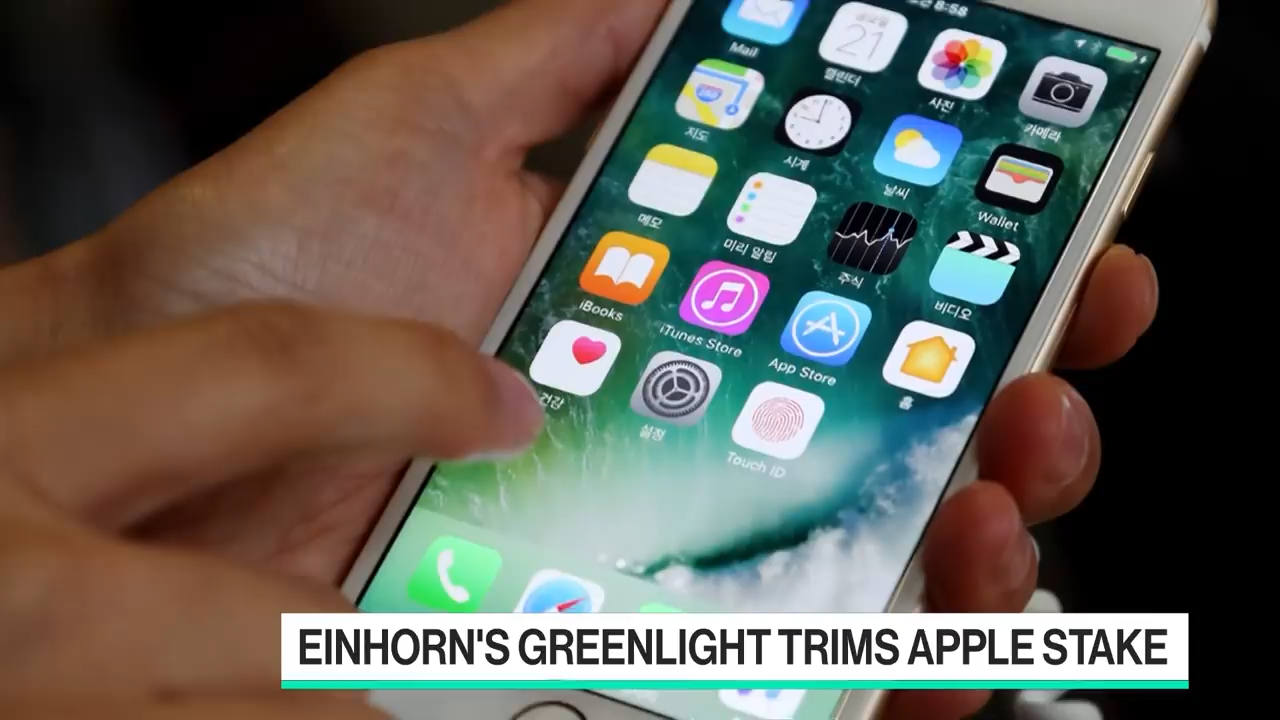 8:58
Mail
21
캘린더
사진
카메라
지도
시계
날씨
Wallet
메모
미리 알림
주식
비디오
iBooks
iTunes Store
App Store
홈
건강
설정
Touch ID
EINHORN'S GREENLIGHT TRIMS APPLE STAKE